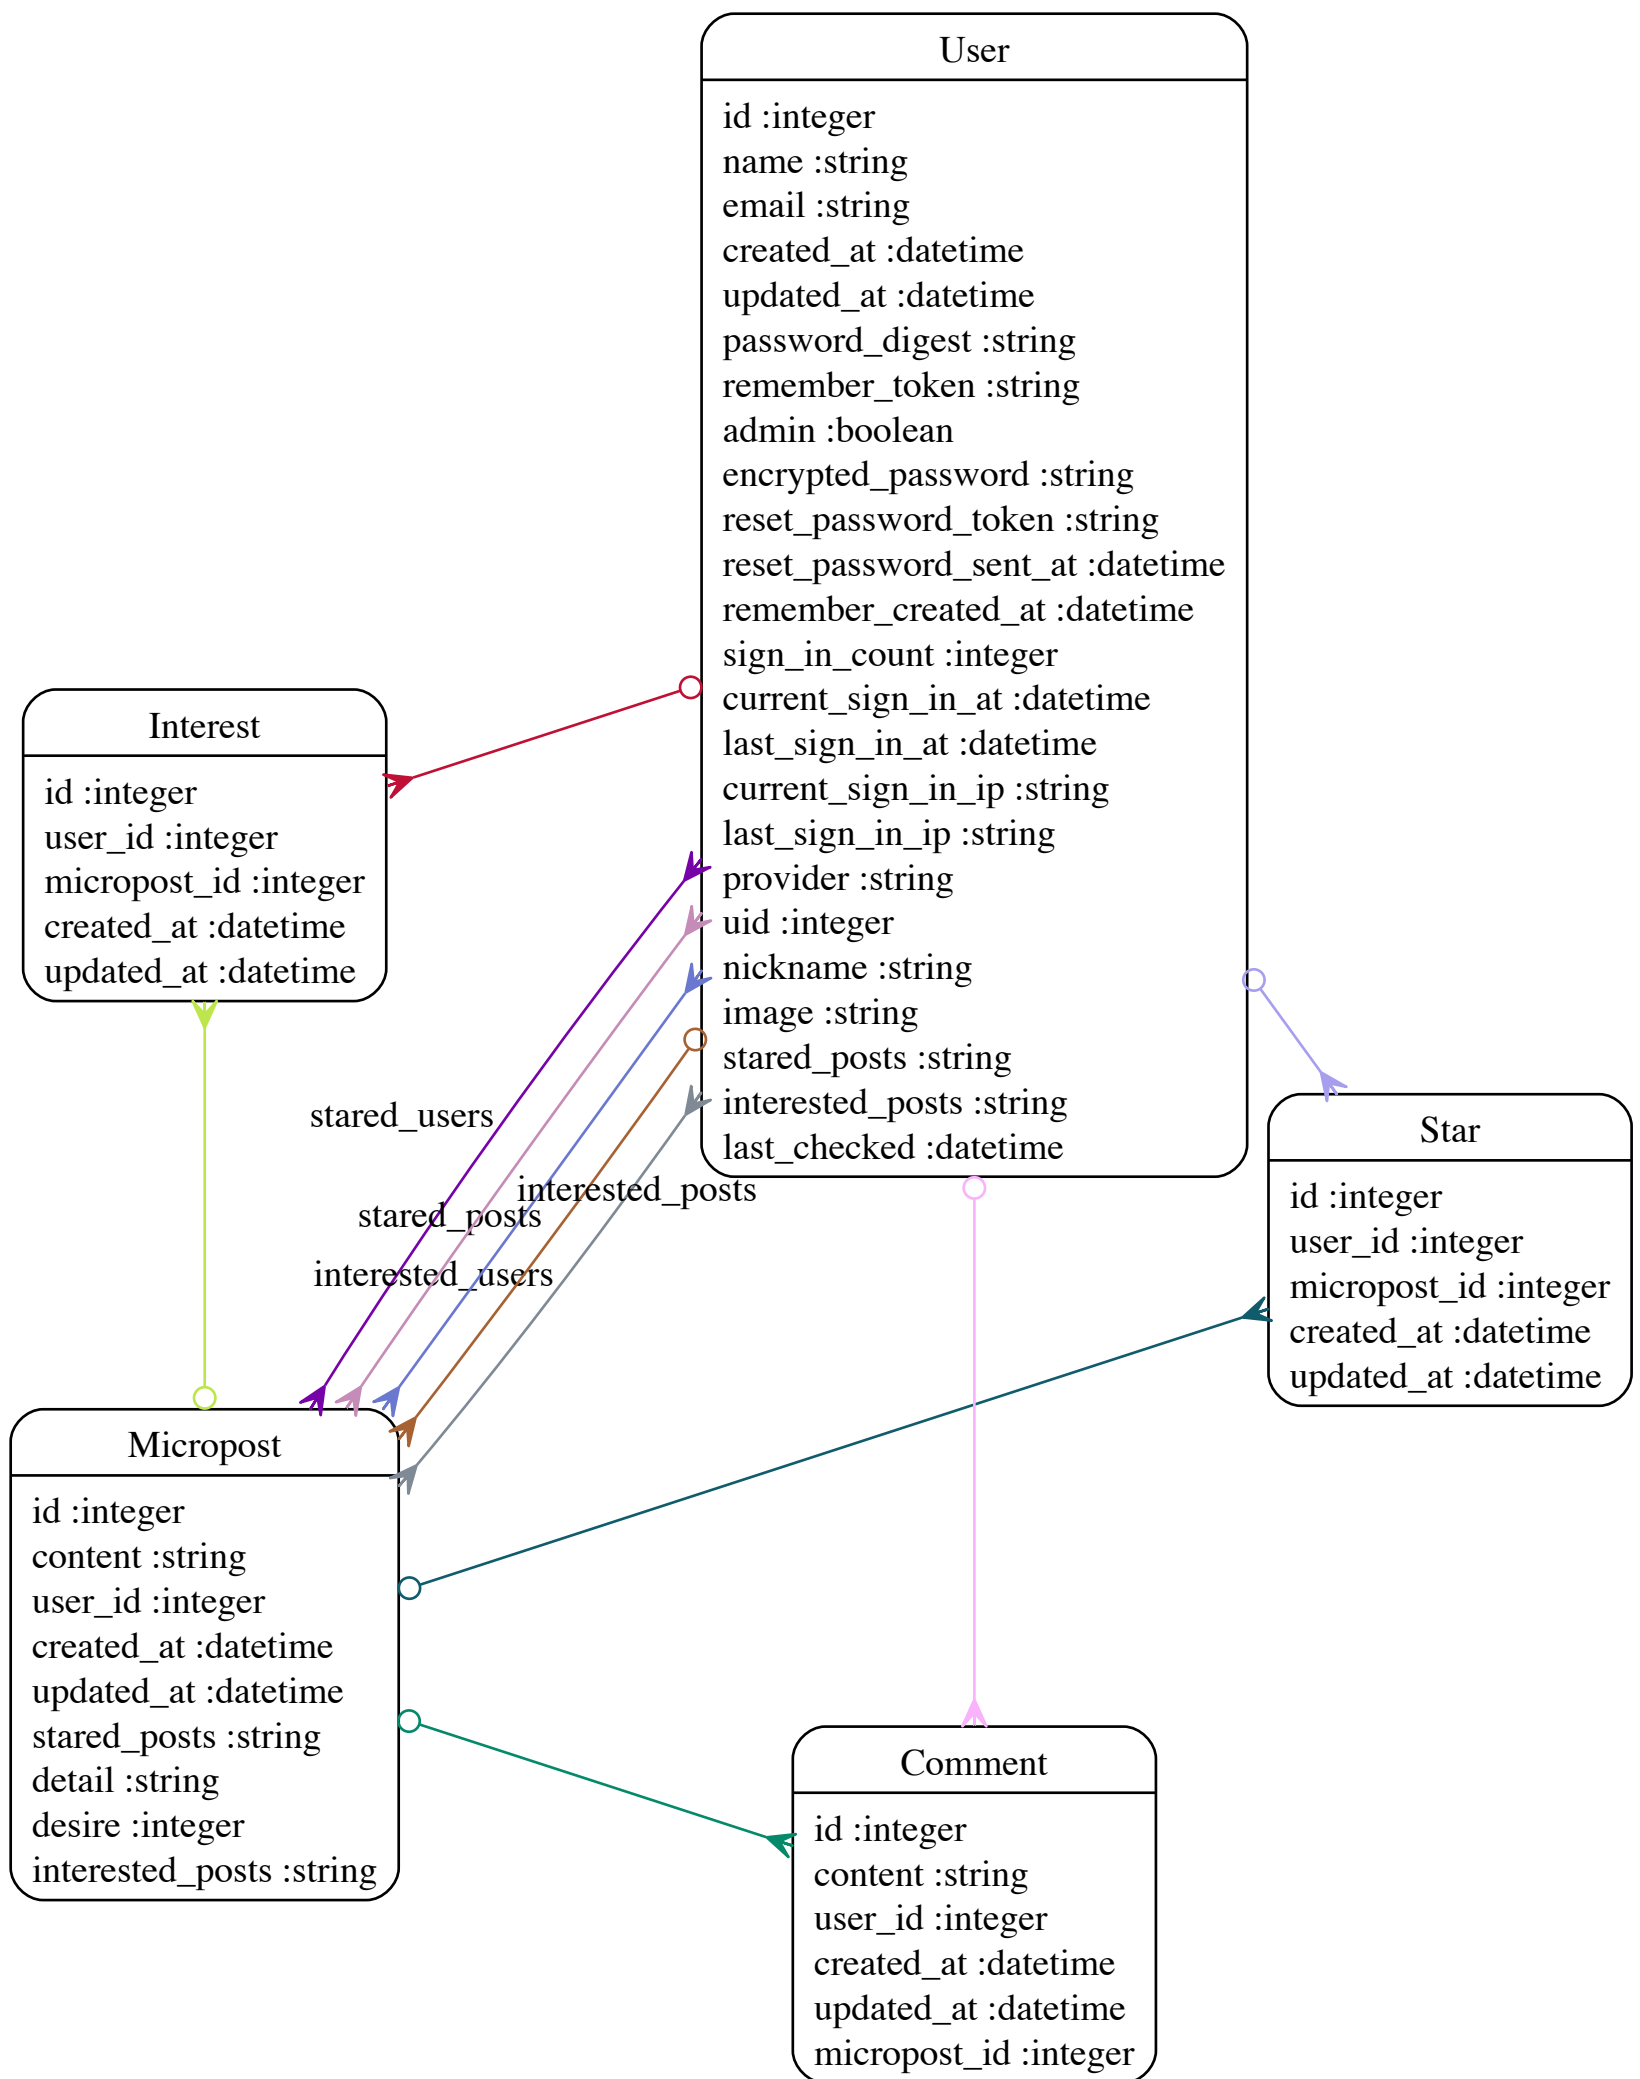 User
id :integer
name :string
email :string
created_at :datetime
updated_at :datetime
password_digest :string
remember_token :string
admin :boolean
encrypted_password :string
reset_password_token :string
reset_password_sent_at :datetime
remember_created_at :datetime
sign_in_count :integer
current_sign_in_at :datetime
last_sign_in_at :datetime
current_sign_in_ip :string
last_sign_in_ip :string
provider :string
uid :integer
nickname :string
image :string
stared_posts :string
interested_posts :string
last_checked :datetime
Interest
id :integer
user_id :integer
micropost_id :integer
created_at :datetime
updated_at :datetime
stared_users
interested_posts
stared_posts
interested_users
Star
id :integer
user_id :integer
micropost_id :integer
created_at :datetime
updated_at :datetime
Micropost
id :integer
content :string
user_id :integer
created_at :datetime
updated_at :datetime
stared_posts :string
detail :string
desire :integer
interested_posts :string
Comment
id :integer
content :string
user_id :integer
created_at :datetime
updated_at :datetime
micropost_id :integer